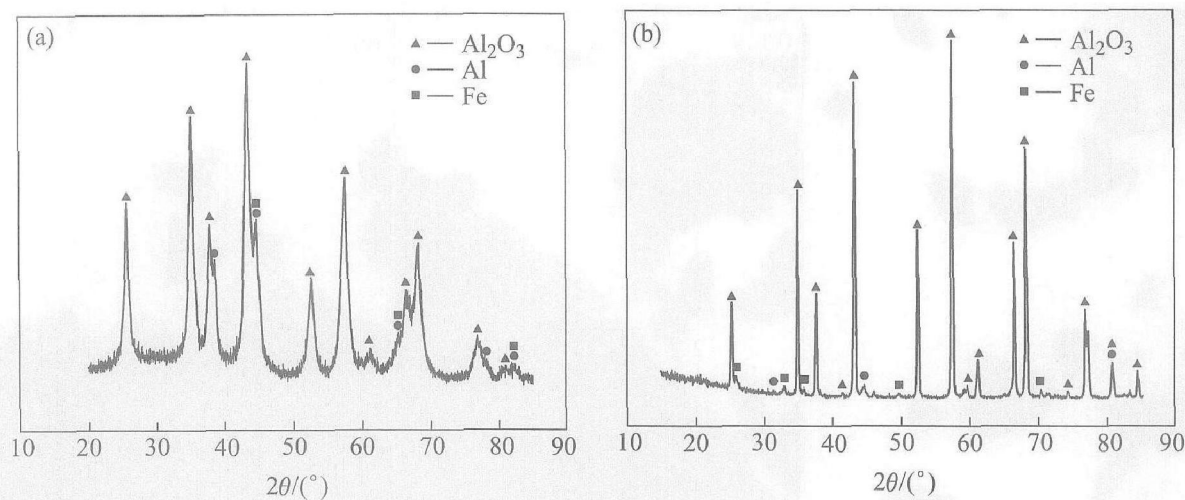 (a)
▲ — Al₂O₃
● — Al
■ — Fe
10 20 30 40 50 60 70 80 90
2θ/(°)
(b)
▲ — Al₂O₃
● — Al
■ — Fe
10 20 30 40 50 60 70 80 90
2θ/(°)